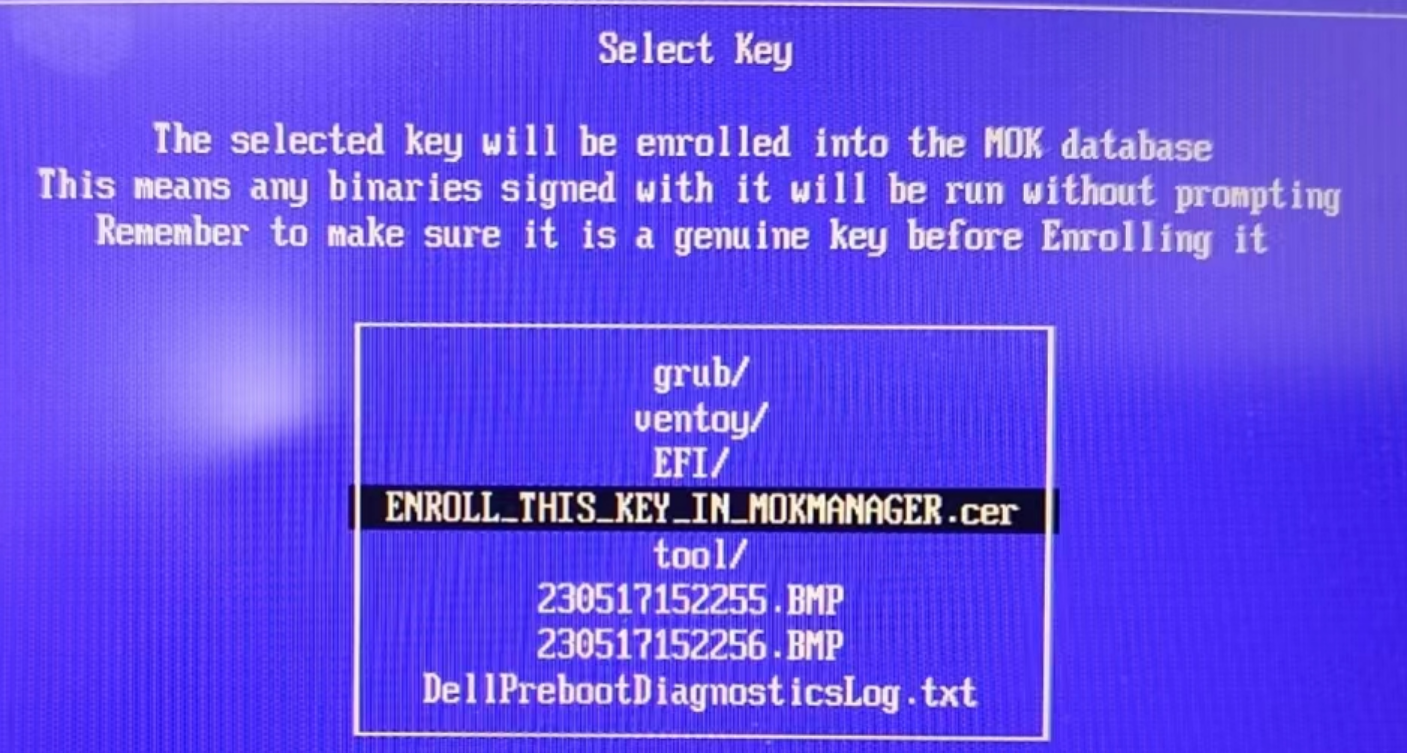 Select Key
The selected key will be enrolled into the MOK database
This means any binaries signed with it will be run without prompting
Remember to make sure it is a genuine key before Enrolling it
grub/
ventoy/
EFI/
ENROLL_THIS_KEY_IN_MOKMANAGER.cer
tool/
230517152255.BMP
230517152256.BMP
DellPrebootDiagnosticsLog.txt